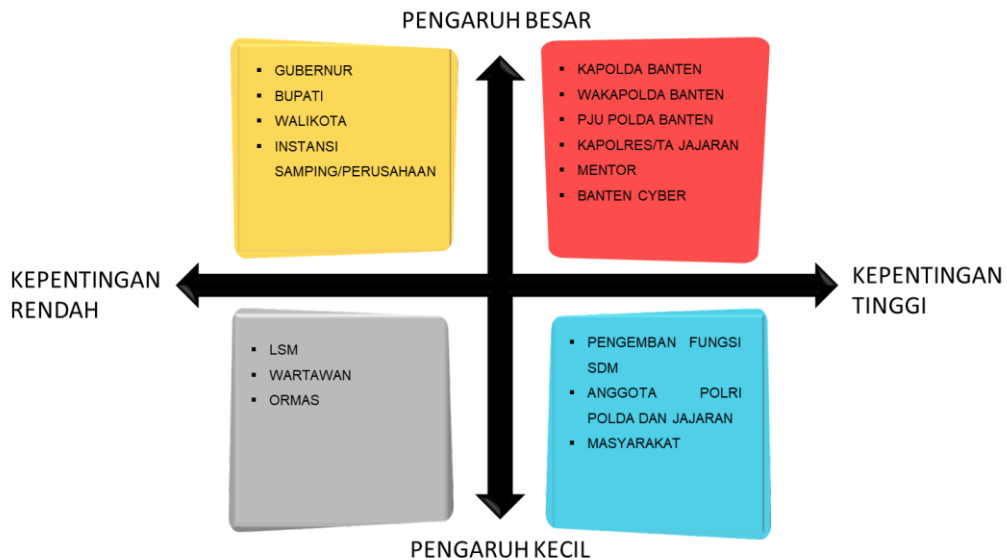 PENGARUH BESAR
▪ GUBERNUR
▪ BUPATI
▪ WALIKOTA
▪ INSTANSI
SAMPING/PERUSAHAAN
▪ KAPOLDA BANTEN
▪ WAKAPOLDA BANTEN
▪ PJU POLDA BANTEN
▪ KAPOLRES/TA JAJARAN
▪ MENTOR
▪ BANTEN CYBER
KEPENTINGAN
RENDAH
KEPENTINGAN
TINGGI
▪ LSM
▪ WARTAWAN
▪ ORMAS
▪ PENGEMBAN FUNGSI
SDM
▪ ANGGOTA POLRI
POLDA DAN JAJARAN
▪ MASYARAKAT
PENGARUH KECIL